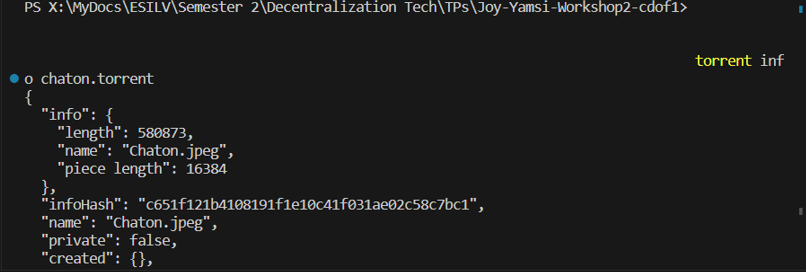 PS X:\MyDocs\ESILV\Semester 2\Decentralization Tech\TPs\Joy-Yamsi-Workshop2-cdof1>
torrent inf
o chaton.torrent
{
  "info": {
    "length": 580873,
    "name": "Chaton.jpeg",
    "piece length": 16384
  },
  "infoHash": "c651f121b4108191f1e10c41f031ae02c58c7bc1",
  "name": "Chaton.jpeg",
  "private": false,
  "created": {},